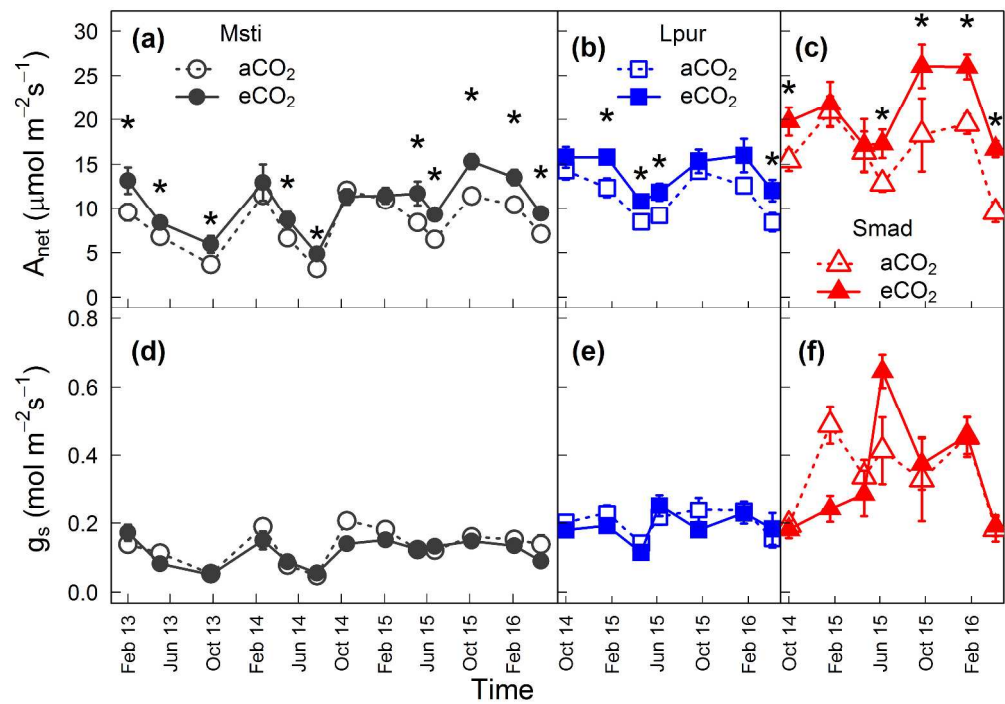 (a) Msti
aCO₂
eCO₂
(b) Lpur
aCO₂
eCO₂
(c)
Smad
aCO₂
eCO₂
* * * * * * * * * *
* * * *
* * * * *
A_net (μmol m⁻²s⁻¹)
30
25
20
15
10
5
0
(d)
(e)
(f)
g_s (mol m⁻²s⁻¹)
0.8
0.6
0.4
0.2
0.0
Feb 13 Jun 13 Oct 13 Feb 14 Jun 14 Oct 14 Feb 15 Jun 15 Oct 15 Feb 16
Oct 14 Feb 15 Jun 15 Oct 15 Feb 16
Oct 14 Feb 15 Jun 15 Oct 15 Feb 16
Time